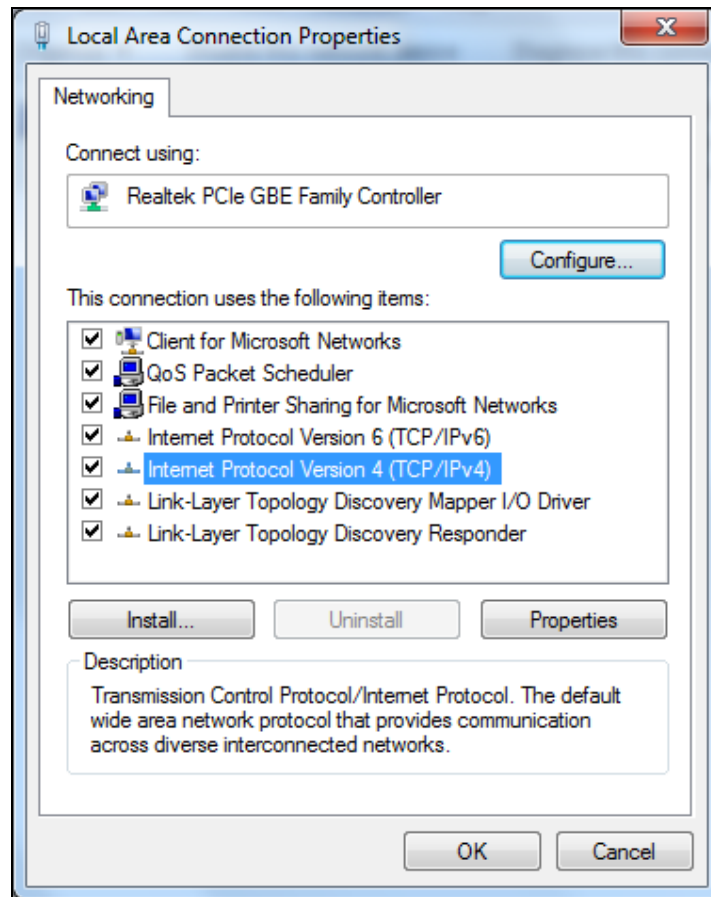 Local Area Connection Properties
Networking
Connect using:
Realtek PCIe GBE Family Controller
Configure...
This connection uses the following items:
Client for Microsoft Networks
QoS Packet Scheduler
File and Printer Sharing for Microsoft Networks
Internet Protocol Version 6 (TCP/IPv6)
Internet Protocol Version 4 (TCP/IPv4)
Link-Layer Topology Discovery Mapper I/O Driver
Link-Layer Topology Discovery Responder
Install... Uninstall Properties
Description
Transmission Control Protocol/Internet Protocol. The default
wide area network protocol that provides communication
across diverse interconnected networks.
OK Cancel